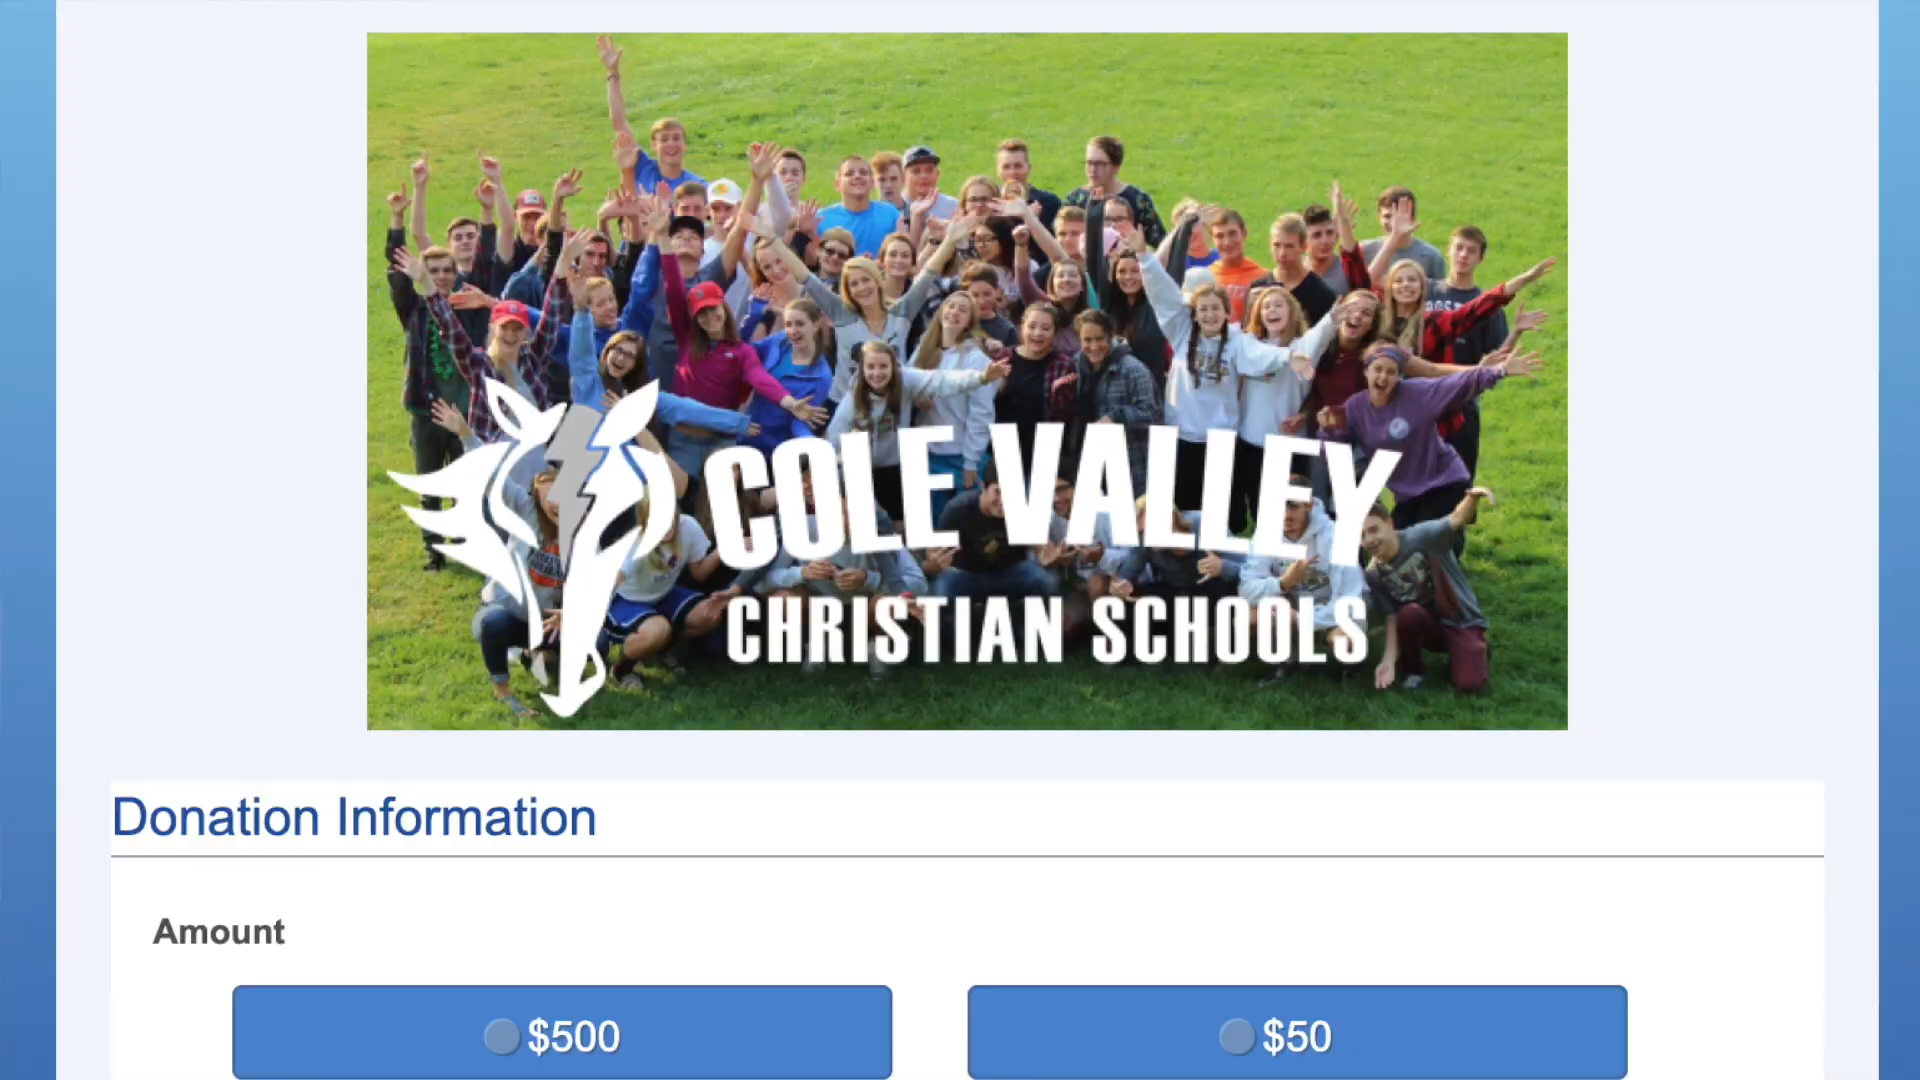 COLE VALLEY
CHRISTIAN SCHOOLS
Donation Information
Amount
$500
$50